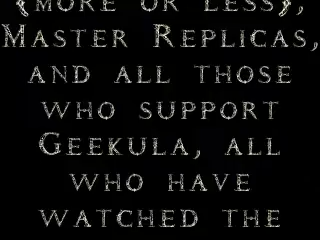 {MORE OR LESS},
MASTER REPLICAS,
AND ALL THOSE
WHO SUPPORT
GEEKULA, ALL
WHO HAVE
WATCHED THE